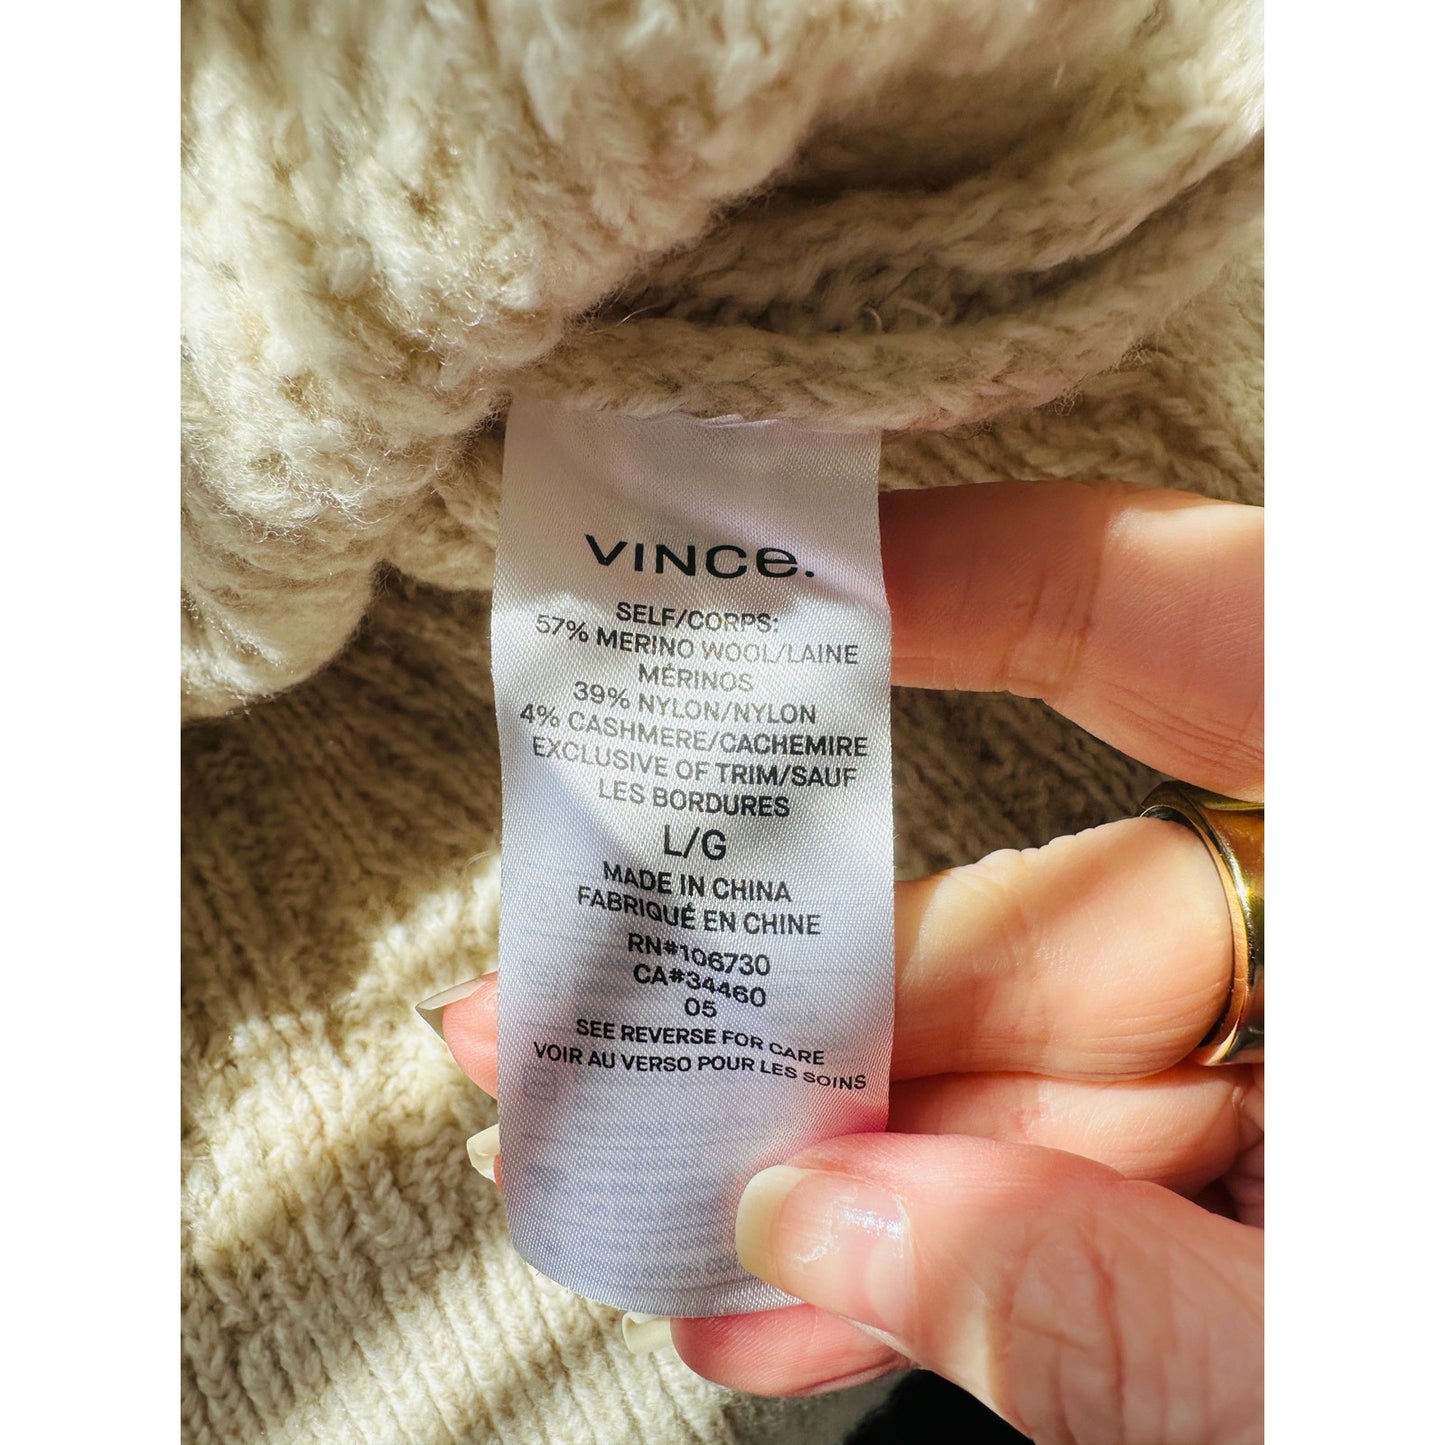 VINCe.
SELF/CORPS:
57% MERINO WOOL/LAINE
MÉRINOS
39% NYLON/NYLON
4% CASHMERE/CACHEMIRE
EXCLUSIVE OF TRIM/SAUF
LES BORDURES
L/G
MADE IN CHINA
FABRIQUÉ EN CHINE
RN#106730
CA#34460
05
SEE REVERSE FOR CARE
VOIR AU VERSO POUR LES SOINS